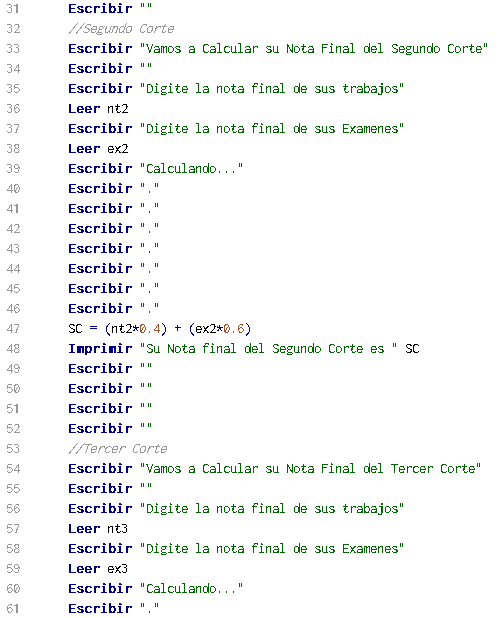 31 Escribir ""
32 //Segundo Corte
33 Escribir "Vamos a Calcular su Nota Final del Segundo Corte"
34 Escribir ""
35 Escribir "Digite la nota final de sus trabajos"
36 Leer nt2
37 Escribir "Digite la nota final de sus Examenes"
38 Leer ex2
39 Escribir "Calculando..."
40 Escribir "."
41 Escribir "."
42 Escribir "."
43 Escribir "."
44 Escribir "."
45 Escribir "."
46 Escribir "."
47 SC = (nt2*0.4) + (ex2*0.6)
48 Imprimir "Su Nota final del Segundo Corte es " SC
49 Escribir ""
50 Escribir ""
51 Escribir ""
52 Escribir ""
53 //Tercer Corte
54 Escribir "Vamos a Calcular su Nota Final del Tercer Corte"
55 Escribir ""
56 Escribir "Digite la nota final de sus trabajos"
57 Leer nt3
58 Escribir "Digite la nota final de sus Examenes"
59 Leer ex3
60 Escribir "Calculando..."
61 Escribir "."